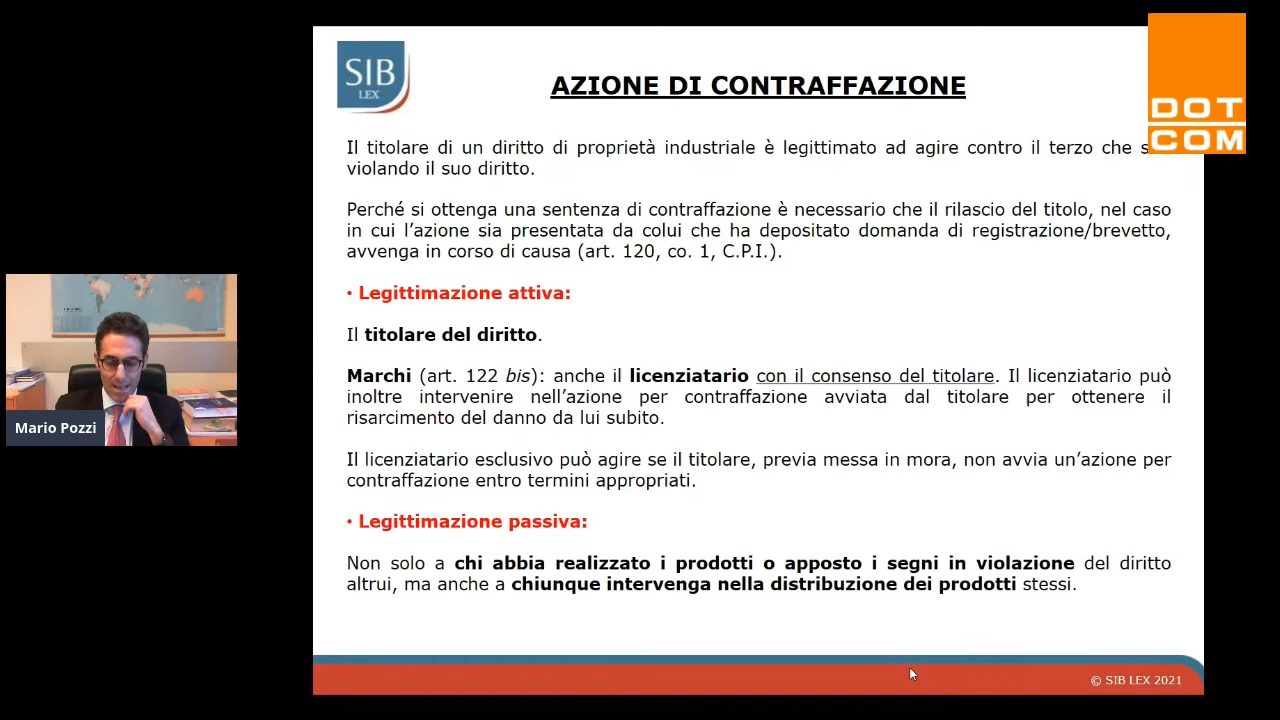 SIB
LEX
AZIONE DI CONTRAFFAZIONE
DOT
COM
Il titolare di un diritto di proprietà industriale è legittimato ad agire contro il terzo che
violando il suo diritto.
Perché si ottenga una sentenza di contraffazione è necessario che il rilascio del titolo, nel caso
in cui l’azione sia presentata da colui che ha depositato domanda di registrazione/brevetto,
avvenga in corso di causa (art. 120, co. 1, C.P.I.).
• Legittimazione attiva:
Il titolare del diritto.
Marchi (art. 122 bis): anche il licenziatario con il consenso del titolare. Il licenziatario può
inoltre intervenire nell’azione per contraffazione avviata dal titolare per ottenere il
risarcimento del danno da lui subito.
Il licenziatario esclusivo può agire se il titolare, previa messa in mora, non avvia un’azione per
contraffazione entro termini appropriati.
• Legittimazione passiva:
Non solo a chi abbia realizzato i prodotti o apposto i segni in violazione del diritto
altrui, ma anche a chiunque intervenga nella distribuzione dei prodotti stessi.
Mario Pozzi
© SIB LEX 2021